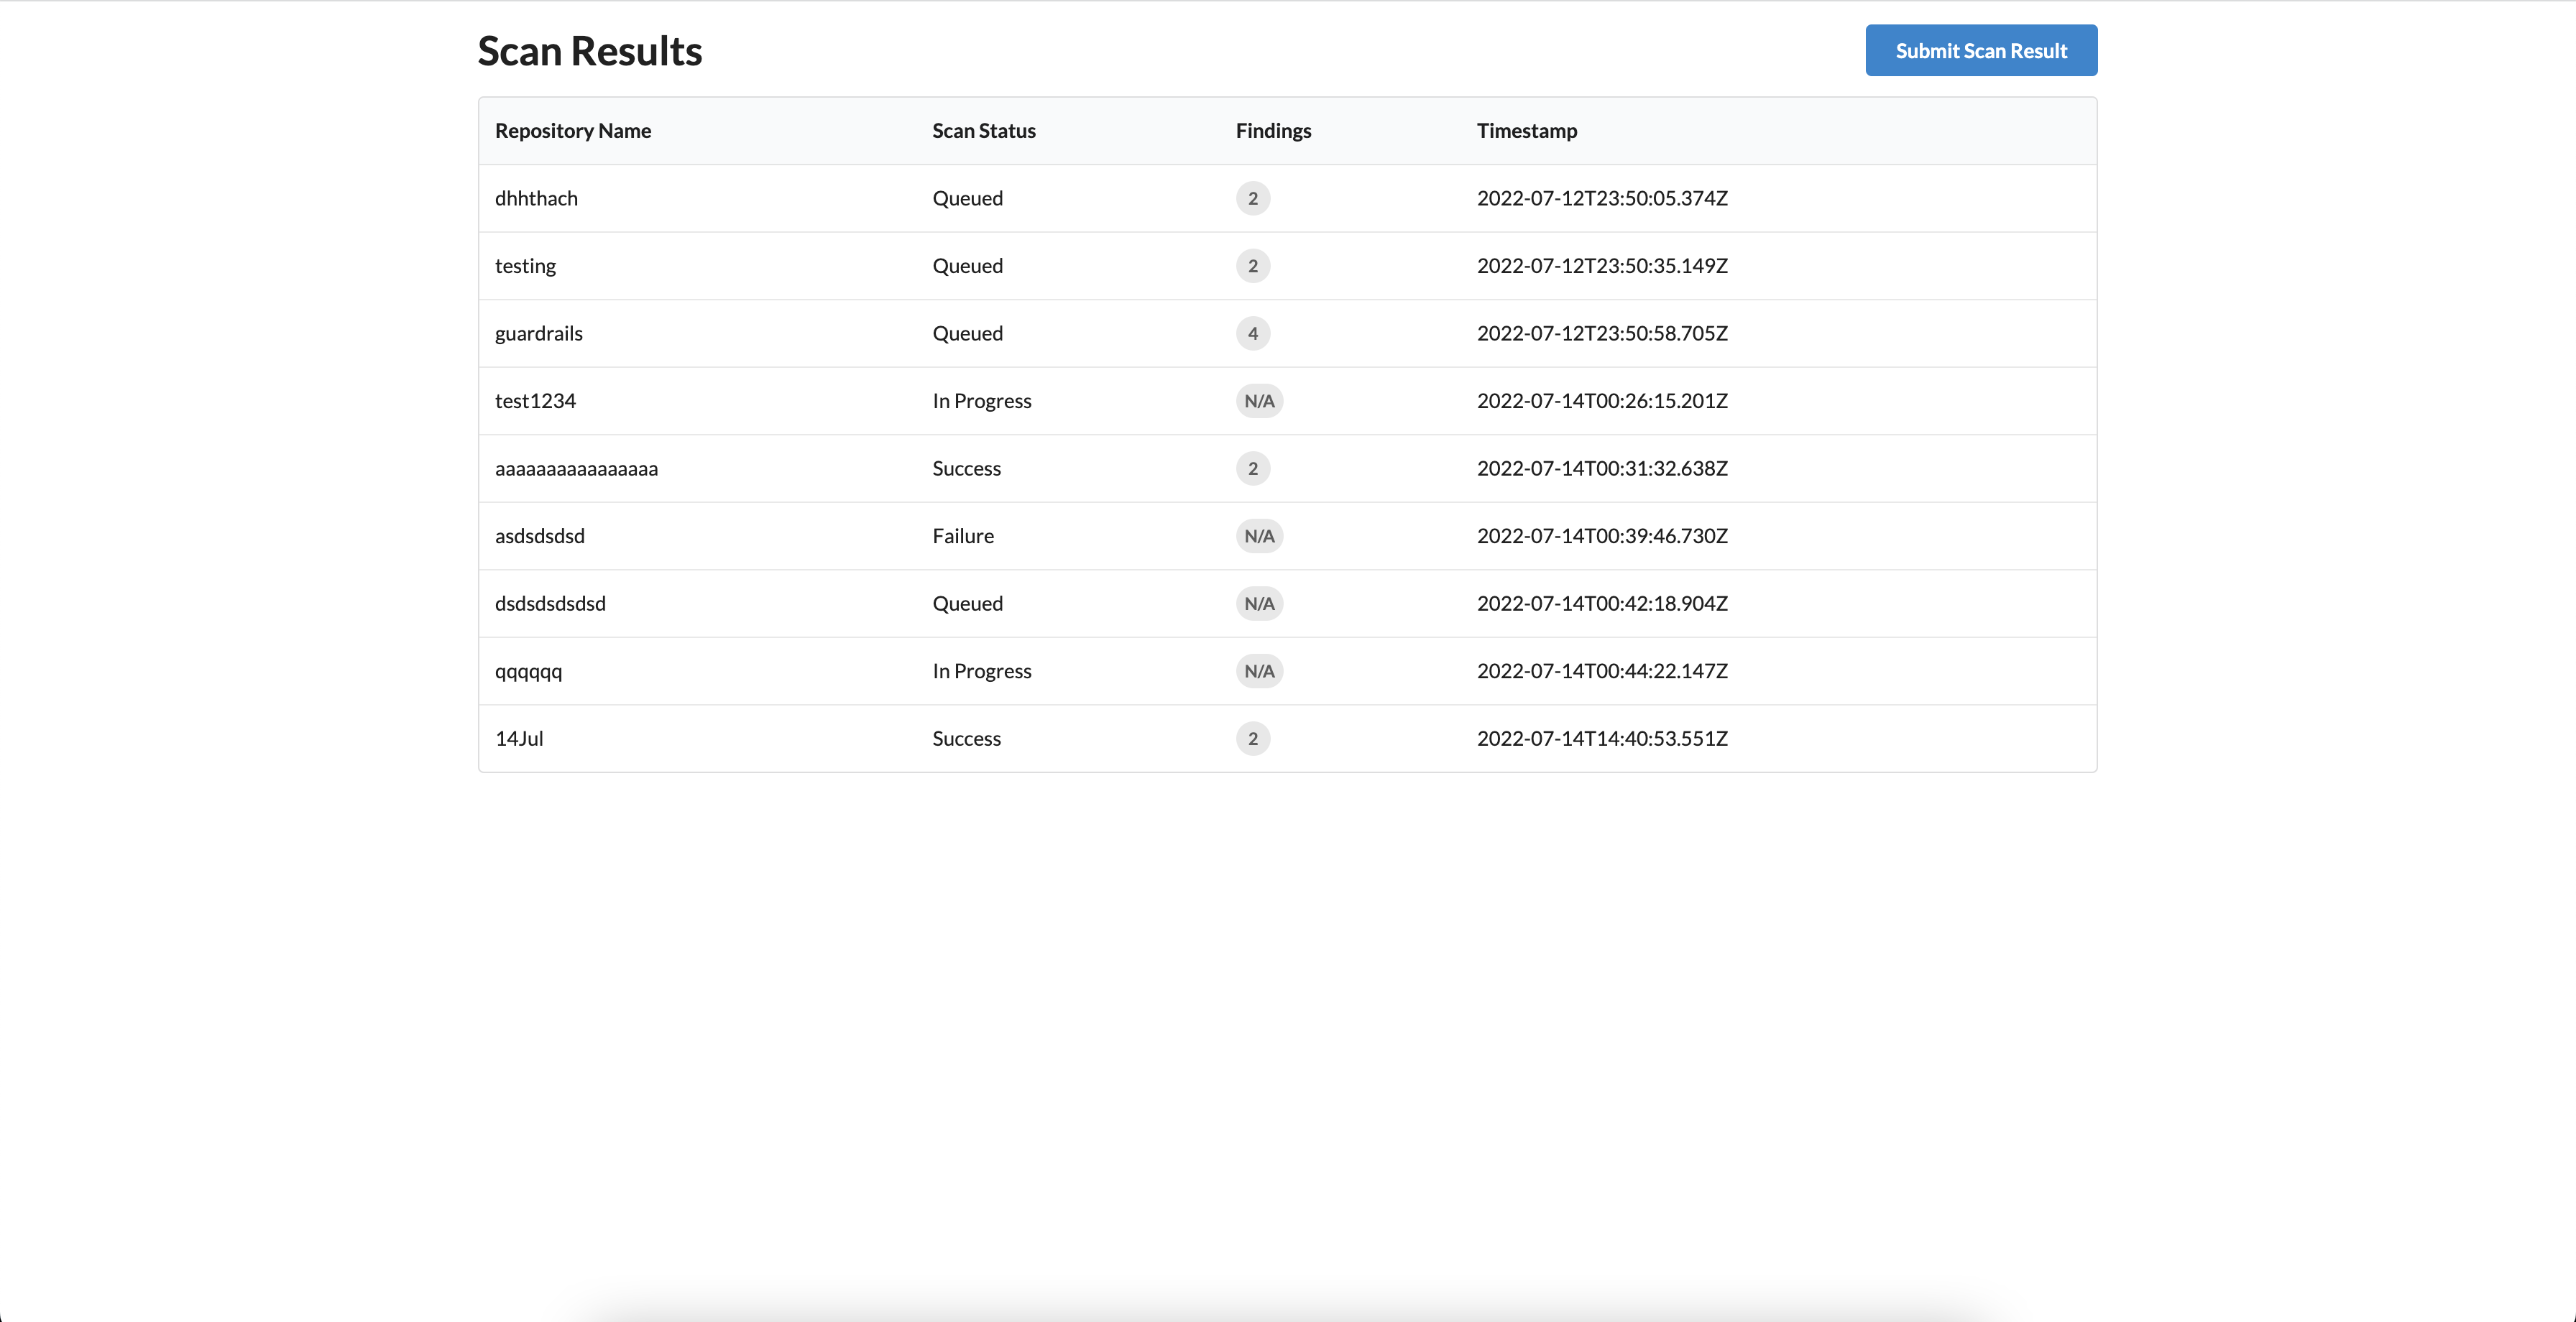 Scan Results
Submit Scan Result
Repository Name Scan Status Findings Timestamp
dhhthach Queued 2 2022-07-12T23:50:05.374Z
testing Queued 2 2022-07-12T23:50:35.149Z
guardrails Queued 4 2022-07-12T23:50:58.705Z
test1234 In Progress N/A 2022-07-14T00:26:15.201Z
aaaaaaaaaaaaaaaa Success 2 2022-07-14T00:31:32.638Z
asdsdsdsd Failure N/A 2022-07-14T00:39:46.730Z
dsdsdsdsdsd Queued N/A 2022-07-14T00:42:18.904Z
qqqqqq In Progress N/A 2022-07-14T00:44:22.147Z
14Jul Success 2 2022-07-14T14:40:53.551Z